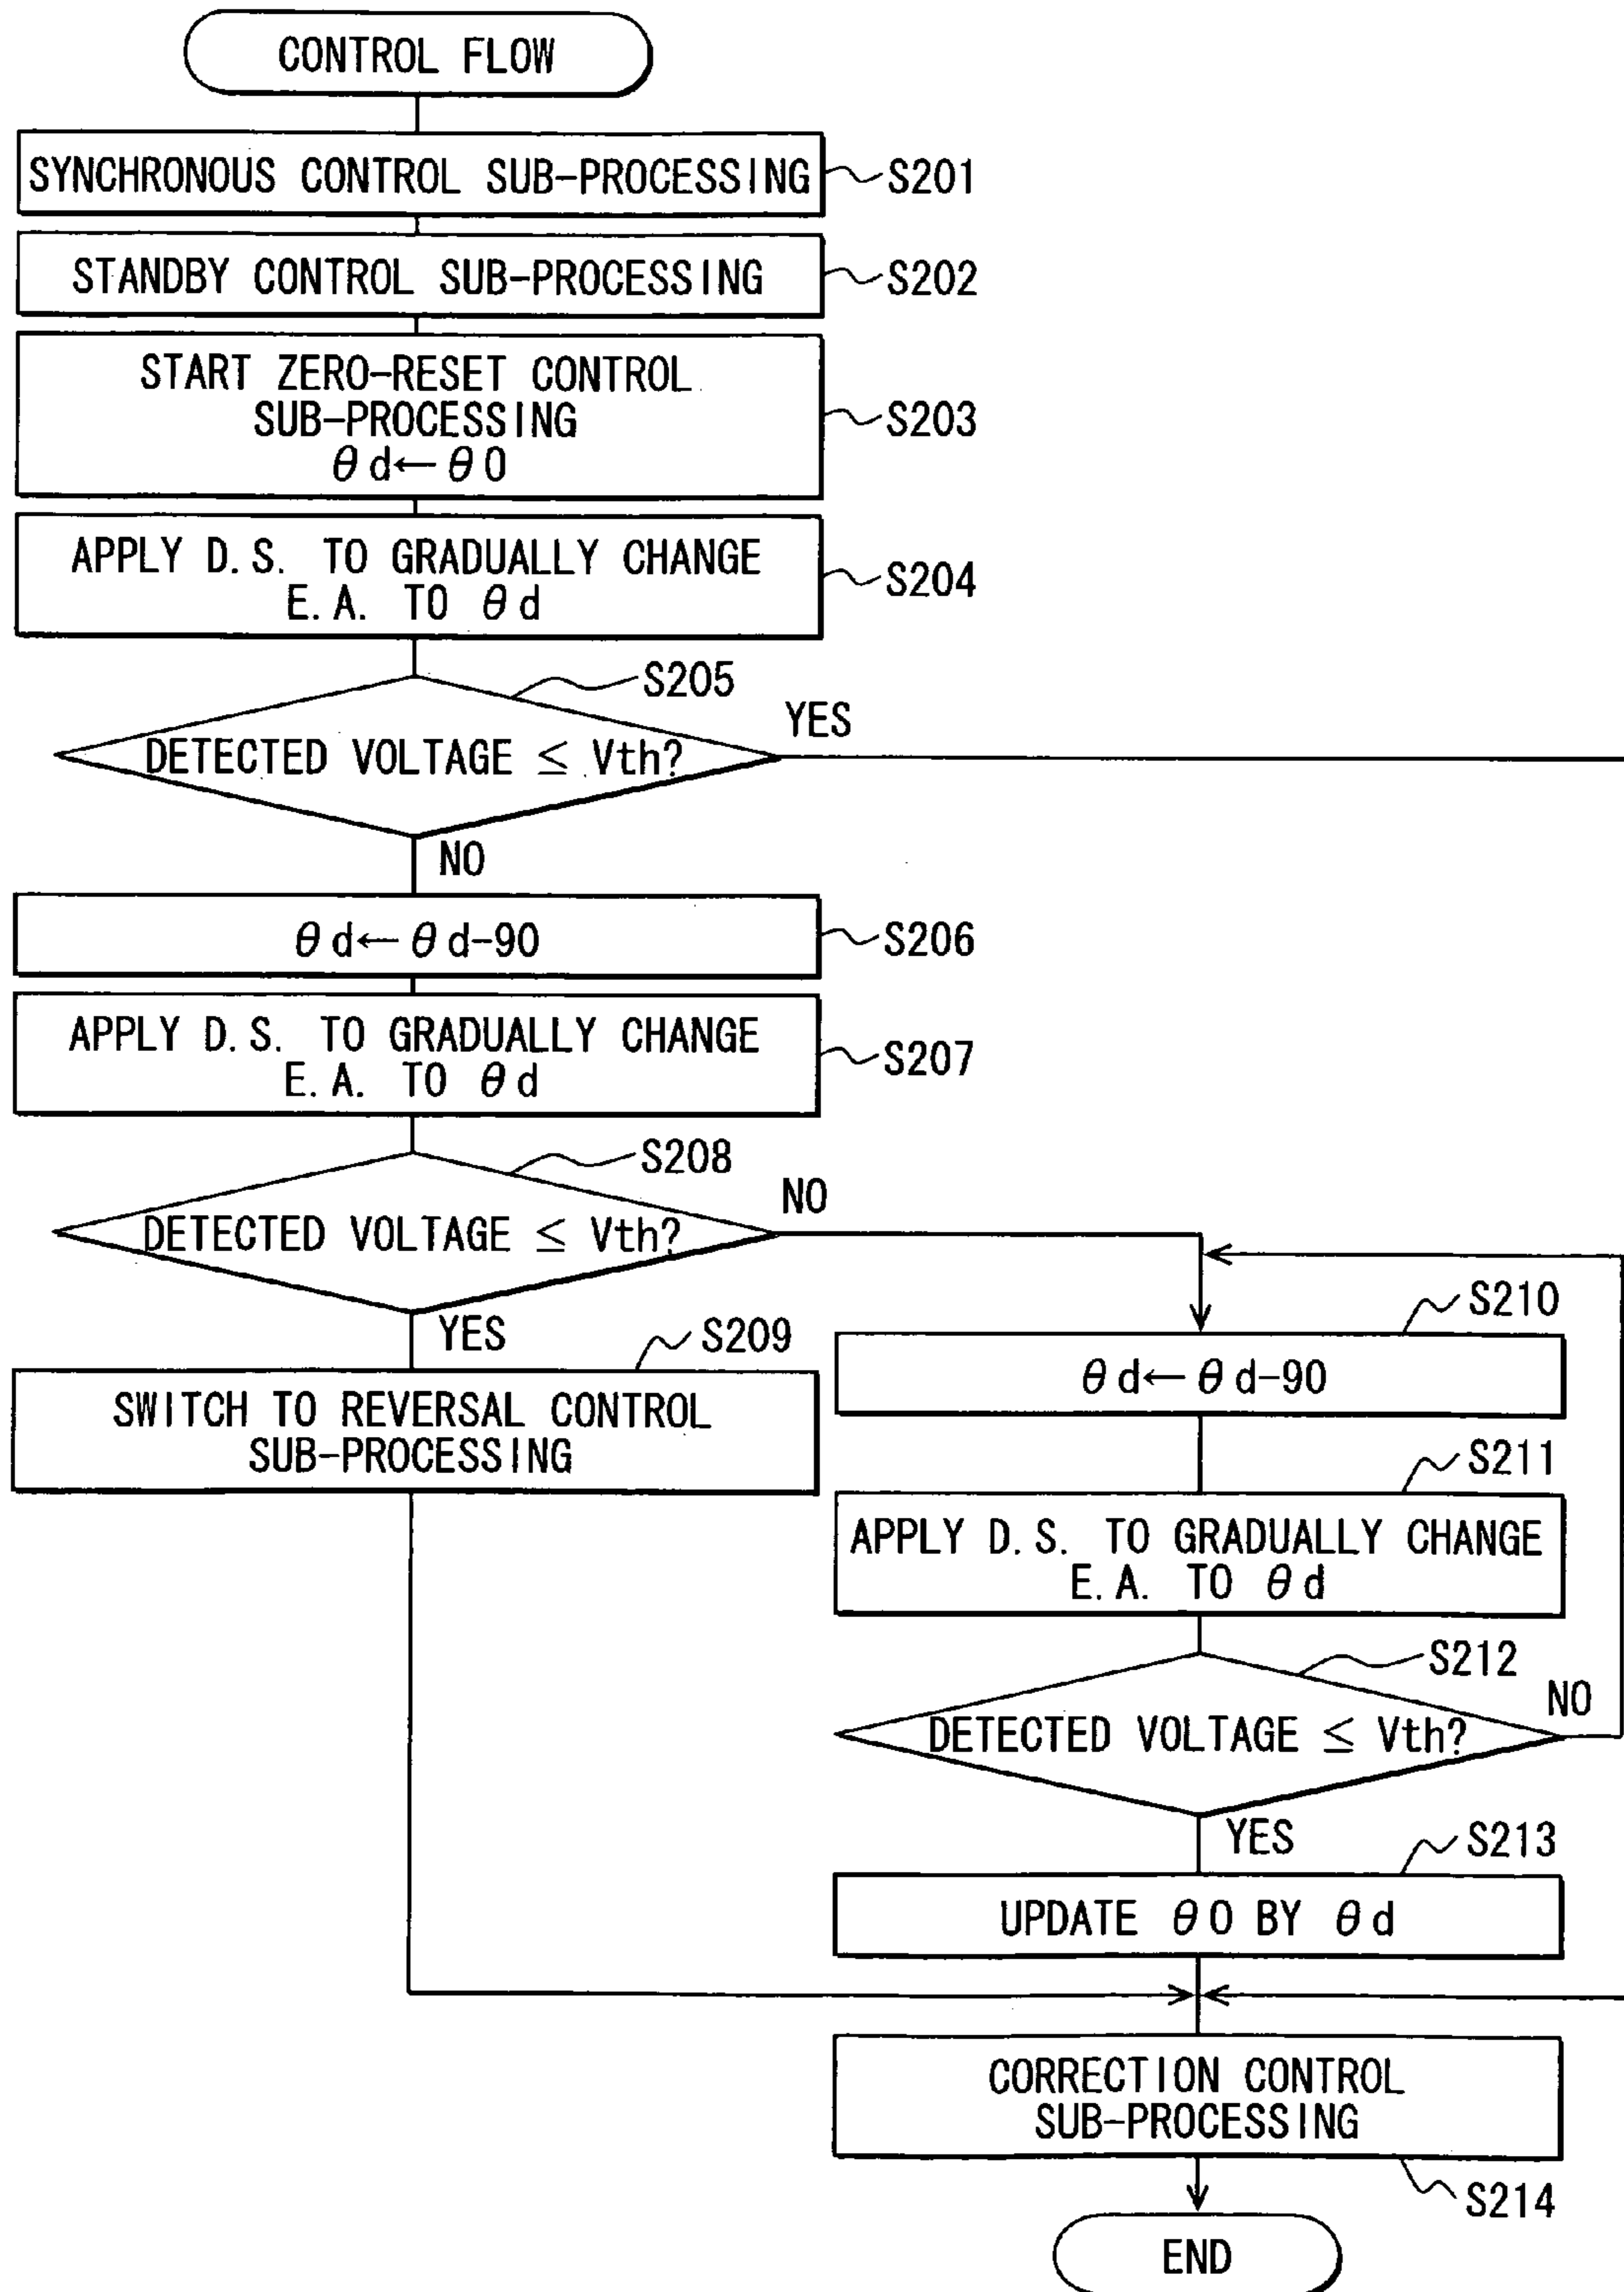 CONTROL FLOW
SYNCHRONOUS CONTROL SUB-PROCESSING
S201
STANDBY CONTROL SUB-PROCESSING
S202
START ZERO-RESET CONTROL
SUB-PROCESSING
θd←θ0
S203
APPLY D.S. TO GRADUALLY CHANGE
E.A. TO θd
S204
S205
DETECTED VOLTAGE ≤ Vth?
YES
NO
θd←θd-90
S206
APPLY D.S. TO GRADUALLY CHANGE
E.A. TO θd
S207
S208
DETECTED VOLTAGE ≤ Vth?
NO
YES
S209
SWITCH TO REVERSAL CONTROL
SUB-PROCESSING
S210
θd←θd-90
S211
APPLY D.S. TO GRADUALLY CHANGE
E.A. TO θd
S212
DETECTED VOLTAGE ≤ Vth?
NO
YES
S213
UPDATE θ0 BY θd
CORRECTION CONTROL
SUB-PROCESSING
S214
END